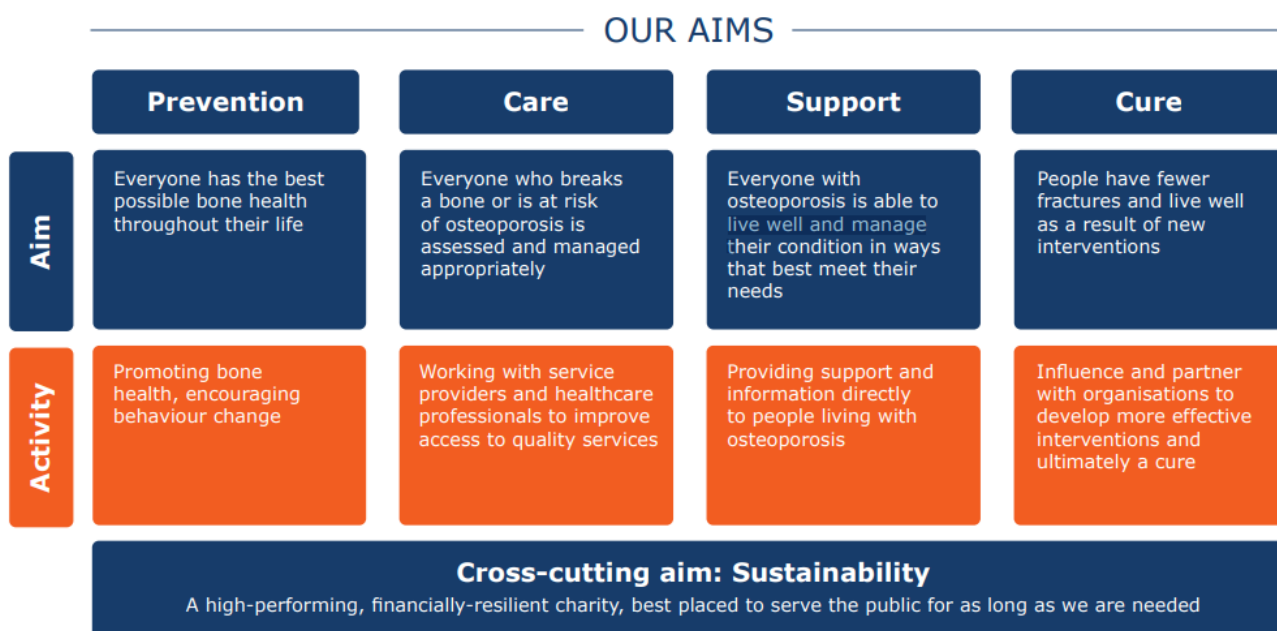 OUR AIMS
Prevention
Care
Support
Cure
Aim
Everyone has the best
possible bone health
throughout their life
Everyone who breaks
a bone or is at risk
of osteoporosis is
assessed and managed
appropriately
Everyone with
osteoporosis is able to
live well and manage
their condition in ways
that best meet their
needs
People have fewer
fractures and live well
as a result of new
interventions
Activity
Promoting bone
health, encouraging
behaviour change
Working with service
providers and healthcare
professionals to improve
access to quality services
Providing support and
information directly
to people living with
osteoporosis
Influence and partner
with organisations to
develop more effective
interventions and
ultimately a cure
Cross-cutting aim: Sustainability
A high-performing, financially-resilient charity, best placed to serve the public for as long as we are needed